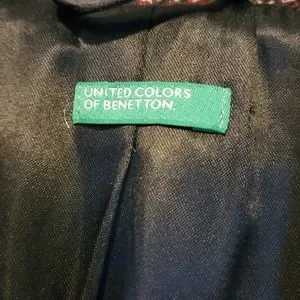 UNITED COLORS
OF BENETTON.